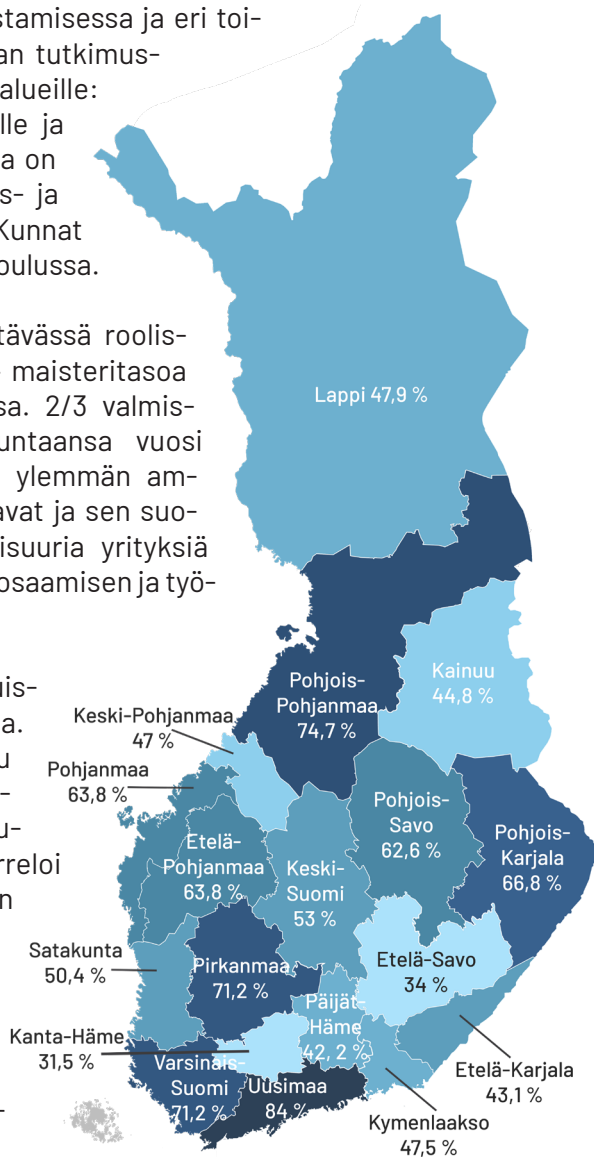 stamisessa ja eri toi-
an tutkimus-
alueille:
lle ja
a on
s- ja
Kunnat
oulussa.
tävässä roolis-
maisteritasoa
sa. 2/3 valmis-
untaansa vuosi
ylemmän am-
avat ja sen suo-
isuuria yrityksiä
osaamisen ja työ-
uis-
a.
u
-
u-
rreloi
n
-
Lappi 47,9 %
Pohjois-
Pohjanmaa
74,7 %
Kainuu
44,8 %
Keski-Pohjanmaa
47 %
Pohjanmaa
63,8 %
Etelä-
Pohjanmaa
63,8 %
Keski-
Suomi
53 %
Pohjois-
Savo
62,6 %
Pohjois-
Karjala
66,8 %
Satakunta
50,4 %
Pirkanmaa
71,2 %
Etelä-Savo
34 %
Päijät-
Häme
42, 2 %
Kanta-Häme
31,5 %
Varsinais-
Suomi
71,2 %
Uusimaa
84 %
Etelä-Karjala
43,1 %
Kymenlaakso
47,5 %